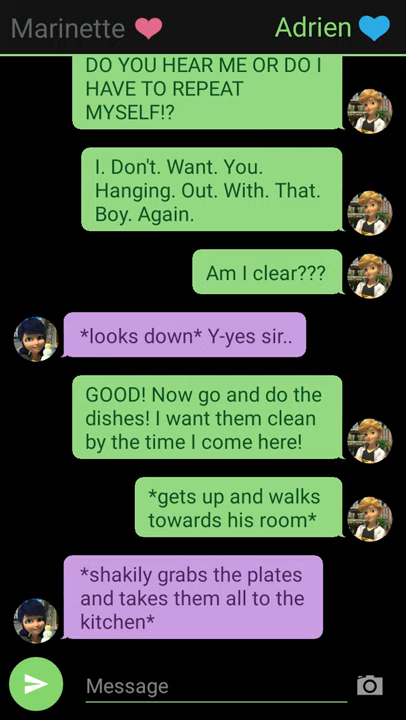 Marinette
Adrien
DO YOU HEAR ME OR DO I
HAVE TO REPEAT
MYSELF!?
I. Don't. Want. You.
Hanging. Out. With. That.
Boy. Again.
Am I clear???
*looks down* Y-yes sir..
GOOD! Now go and do the
dishes! I want them clean
by the time I come here!
*gets up and walks
towards his room*
*shakily grabs the plates
and takes them all to the
kitchen*
Message